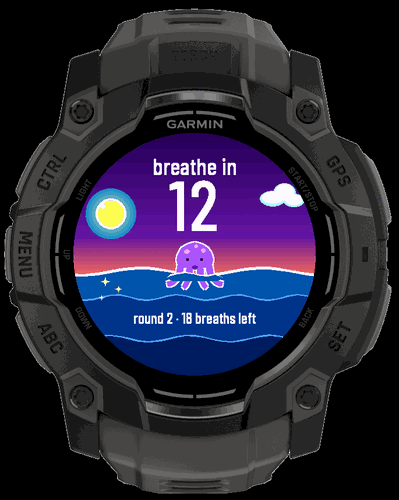 GARMIN
CTRL
LIGHT
GPS
START/STOP
breathe in
12
MENU
UP
round 2 · 18 breaths left
ABC
DOWN
SET
BACK